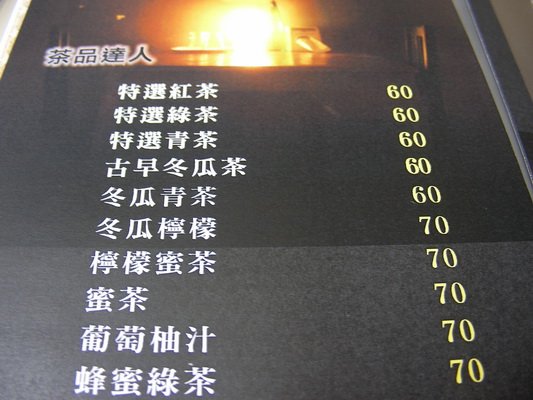 茶品達人
特選紅茶 60
特選綠茶 60
特選青茶 60
古早冬瓜茶 60
冬瓜青茶 60
冬瓜檸檬 70
檸檬蜜茶 70
蜜茶 70
葡萄柚汁 70
蜂蜜綠茶 70